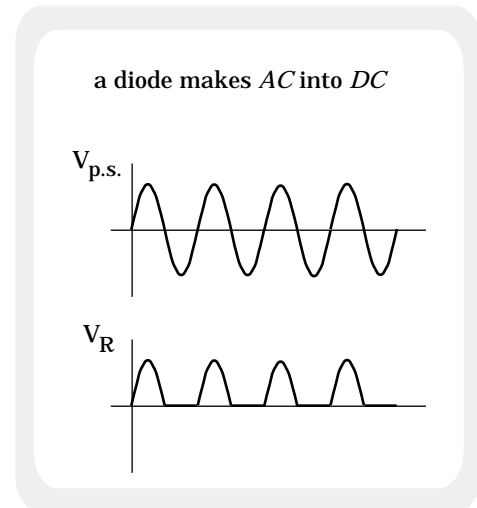 a diode makes AC into DC
Vp.s.
VR